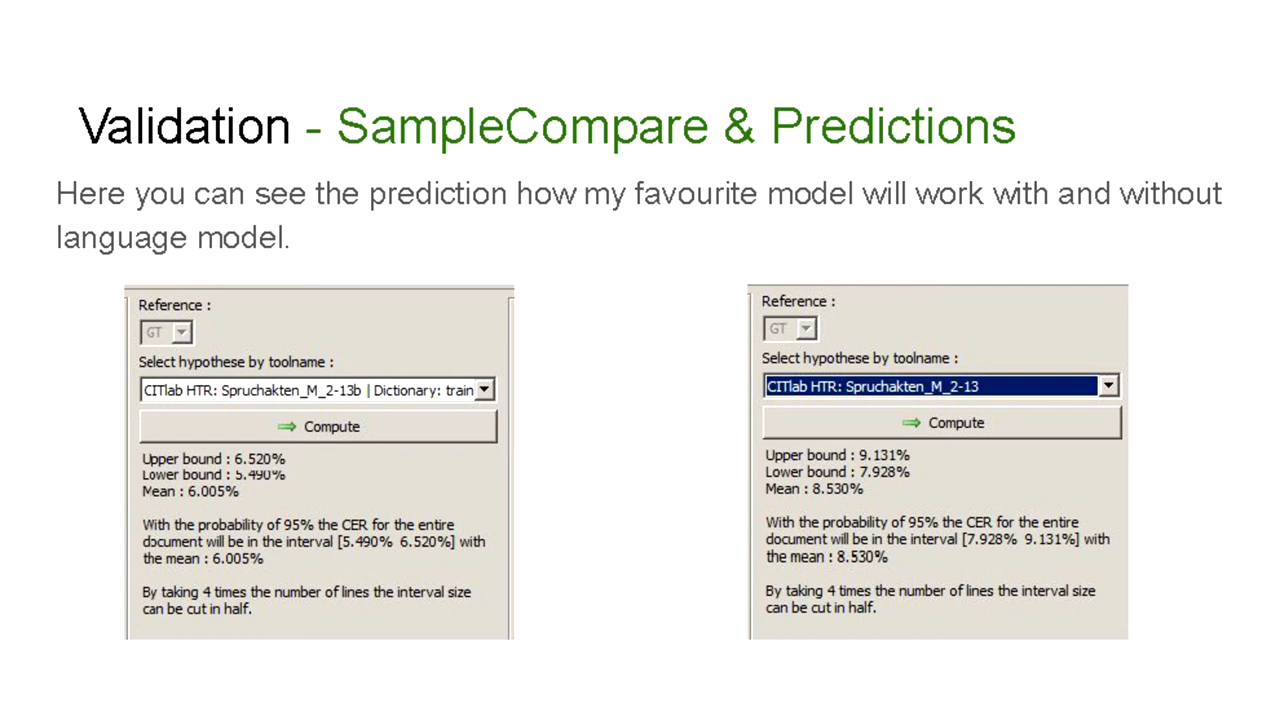 Validation - SampleCompare & Predictions
Here you can see the prediction how my favourite model will work with and without
language model.
Reference :
GT
Select hypothese by toolname :
CITlab HTR: Spruchakten_M_2-13b | Dictionary: train
Compute
Upper bound : 6.520%
Lower bound : 5.490%
Mean : 6.005%
With the probability of 95% the CER for the entire
document will be in the interval [5.490% 6.520%] with
the mean : 6.005%
By taking 4 times the number of lines the interval size
can be cut in half.
Reference :
GT
Select hypothese by toolname :
CITlab HTR: Spruchakten_M_2-13
Compute
Upper bound : 9.131%
Lower bound : 7.928%
Mean : 8.530%
With the probability of 95% the CER for the entire
document will be in the interval [7.928% 9.131%] with
the mean : 8.530%
By taking 4 times the number of lines the interval size
can be cut in half.